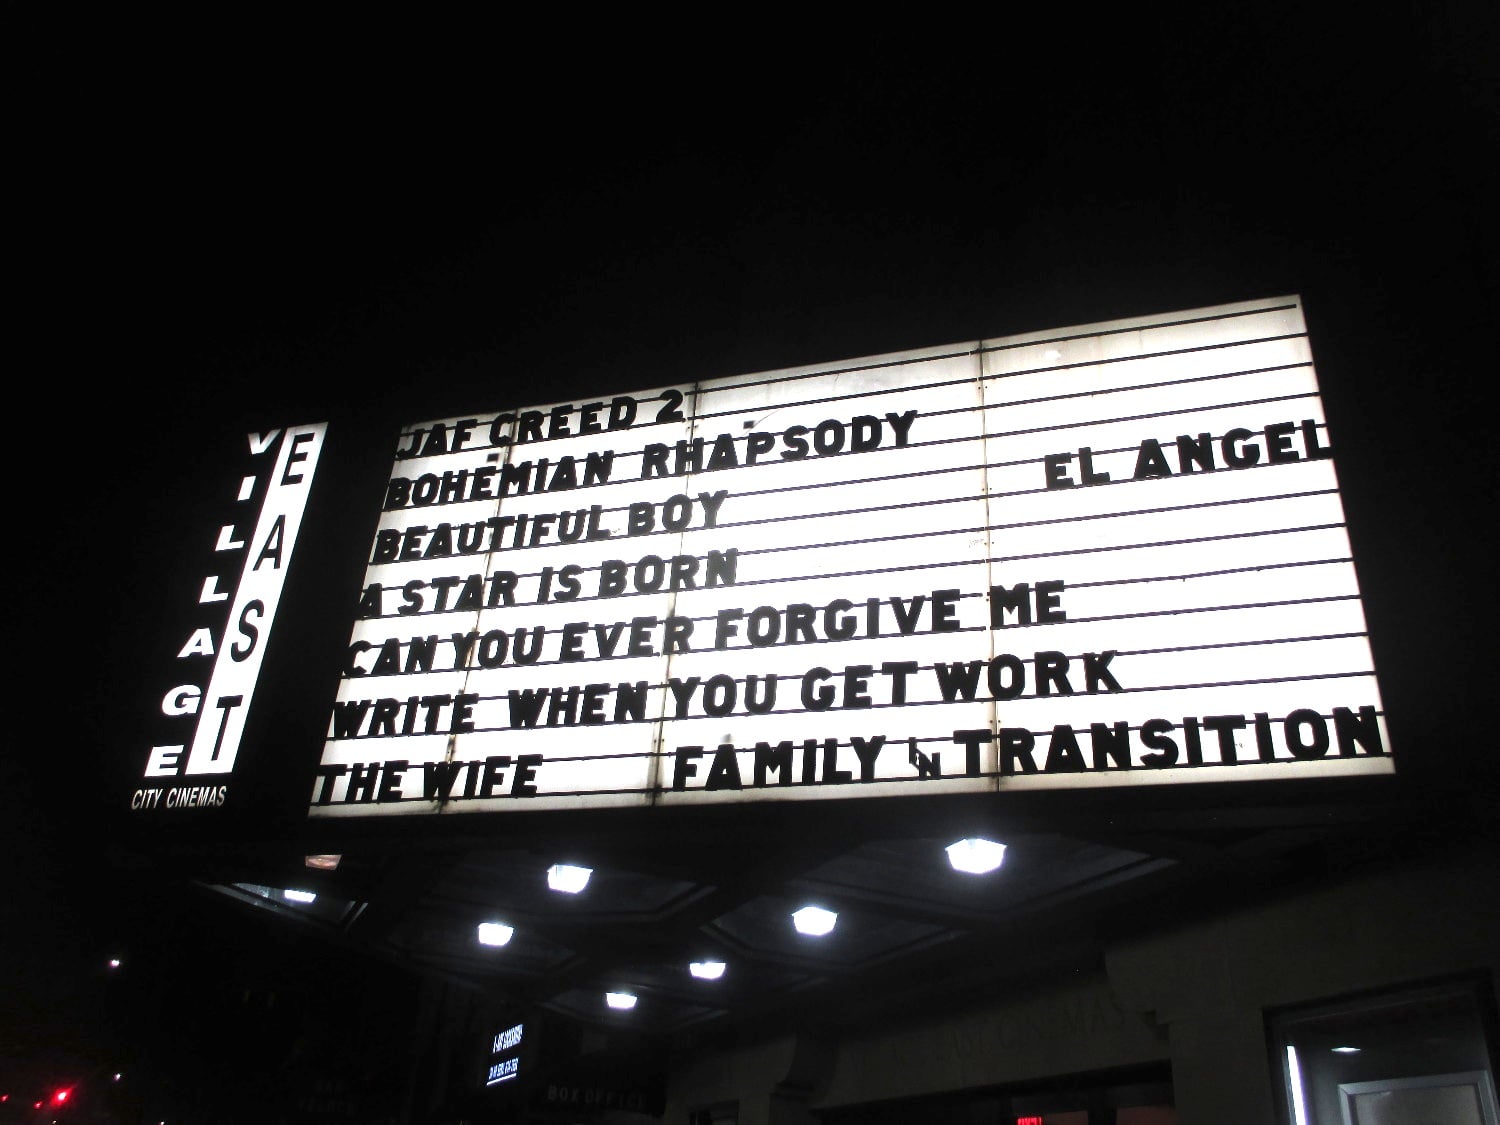 VILLAGE
EAST
CITY CINEMAS
JAF CREED 2
BOHEMIAN RHAPSODY
EL ANGEL
BEAUTIFUL BOY
A STAR IS BORN
CAN YOU EVER FORGIVE ME
WRITE WHEN YOU GET WORK
THE WIFE FAMILY IN TRANSITION
BOX OFFICE